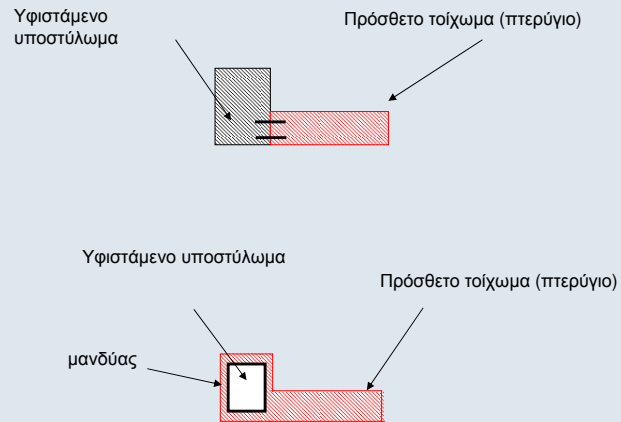 Υφιστάμενο
υποστύλωμα
Πρόσθετο τοίχωμα (πτερύγιο)
Υφιστάμενο υποστύλωμα
Πρόσθετο τοίχωμα (πτερύγιο)
μανδύας